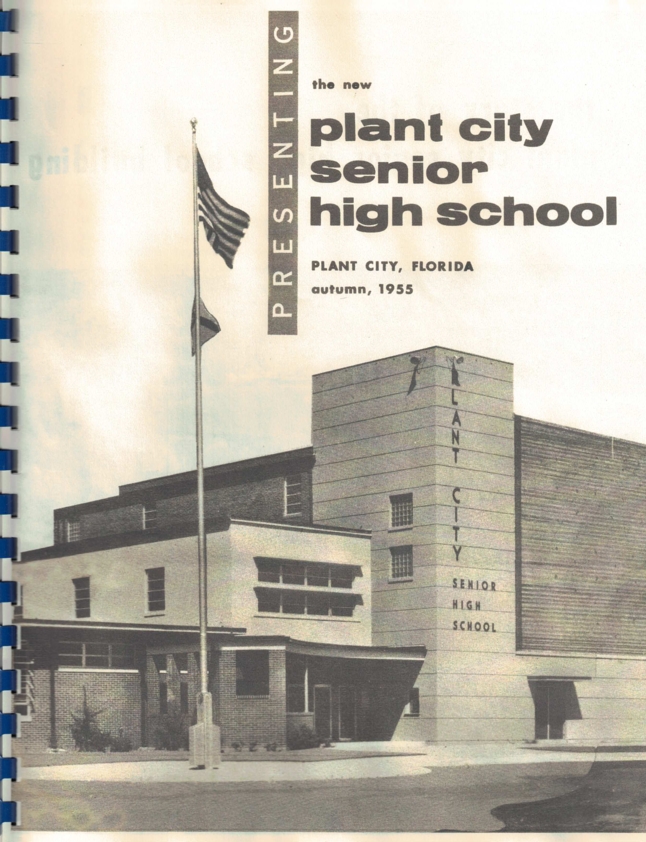 PRESENTING
the new
plant city
senior
high school
PLANT CITY, FLORIDA
autumn, 1955
PLANT
CITY
SENIOR
HIGH
SCHOOL